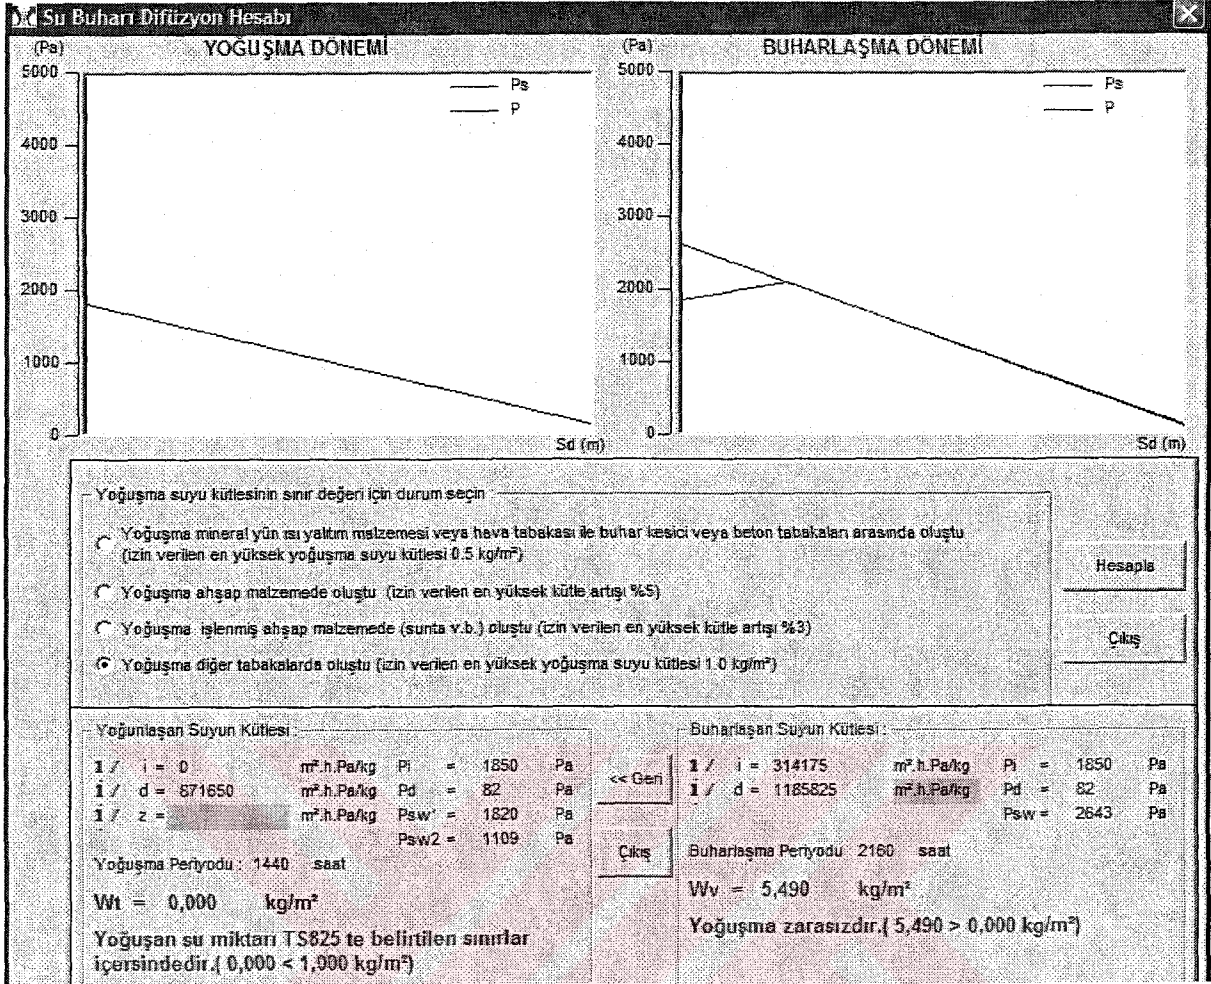 Su Buharı Difüzyon Hesabı
(Pa) YOĞUŞMA DÖNEMİ
5000
4000
3000
2000
1000
0
Ps
P
Sd (m)
(Pa) BUHARLAŞMA DÖNEMİ
5000
4000
3000
2000
1000
0
Ps
P
Sd (m)
Yoğuşma suyu kütlesinin sınır değeri için durum seçin
Yoğuşma mineral yün ısı yalıtım malzemesi veya hava tabakası ile buhar kesici veya beton tabakaları arasında oluştu
(izin verilen en yüksek yoğuşma suyu kütlesi 0.5 kg/m²)
Yoğuşma ahşap malzemede oluştu (izin verilen en yüksek kütle artışı %5)
Yoğuşma işlenmiş ahşap malzemede (sunta v.b.) oluştu (izin verilen en yüksek kütle artışı %3)
Yoğuşma diğer tabakalarda oluştu (izin verilen en yüksek yoğuşma suyu kütlesi 1.0 kg/m²)
Hesapla
Çıkış
Yoğunlaşan Suyun Kütlesi :
1 / i = 0 m².h.Pa/kg Pi = 1850 Pa
1 / d = 871650 m².h.Pa/kg Pd = 82 Pa
1 / z = m².h.Pa/kg Psw1 = 1820 Pa
Psw2 = 1109 Pa
Yoğuşma Periyodu : 1440 saat
Wt = 0,000 kg/m²
Yoğuşan su miktarı TS825 te belirtilen sınırlar
içersindedir.( 0,000 < 1,000 kg/m²)
<< Geri
Çıkış
Buharlaşan Suyun Kütlesi :
1 / i = 314175 m².h.Pa/kg Pi = 1850 Pa
1 / d = 1185825 m².h.Pa/kg Pd = 82 Pa
Psw = 2643 Pa
Buharlaşma Periyodu 2160 saat
Wv = 5,490 kg/m²
Yoğuşma zarasızdır.( 5,490 > 0,000 kg/m²)